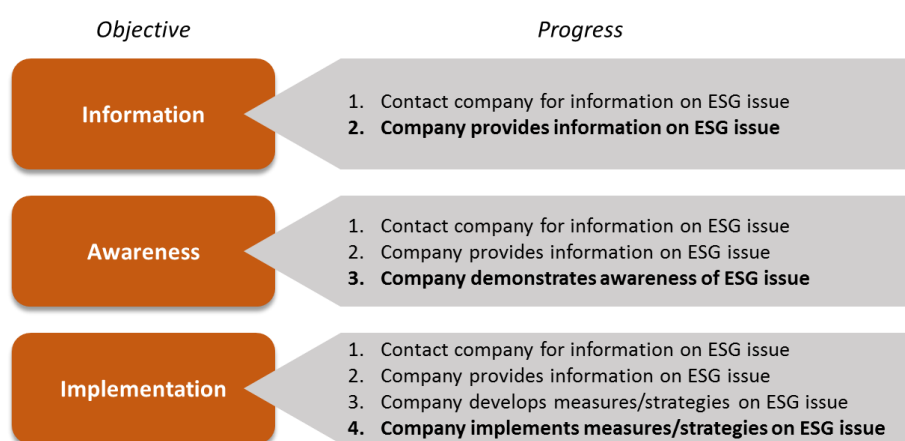 Objective
Progress
Information
1. Contact company for information on ESG issue
2. Company provides information on ESG issue
Awareness
1. Contact company for information on ESG issue
2. Company provides information on ESG issue
3. Company demonstrates awareness of ESG issue
Implementation
1. Contact company for information on ESG issue
2. Company provides information on ESG issue
3. Company develops measures/strategies on ESG issue
4. Company implements measures/strategies on ESG issue